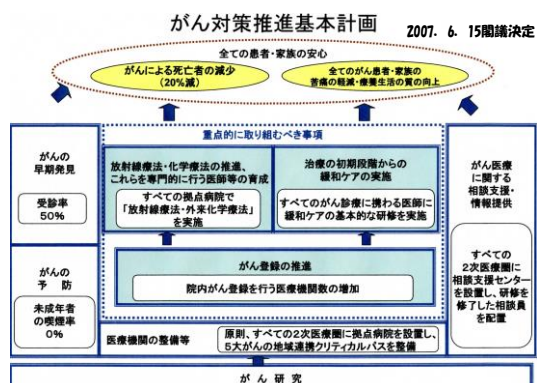 がん対策推進基本計画
2007. 6. 15閣議決定
全ての患者・家族の安心
がんによる死亡者の減少
(20%減)
全てのがん患者・家族の
苦痛の軽減・療養生活の質の向上
重点的に取り組むべき事項
がんの
早期発見
受診率
50%
がんの
予 防
未成年者
の喫煙率
0%
放射線療法・化学療法の推進、
これらを専門的に行う医師等の育成
すべての拠点病院で
「放射線療法・外来化学療法」
を実施
治療の初期段階からの
緩和ケアの実施
すべてのがん診療に携わる医師に
緩和ケアの基本的な研修を実施
がん登録の推進
院内がん登録を行う医療機関数の増加
医療機関の整備等
原則、すべての2次医療圏に拠点病院を設置し、
5大がんの地域連携クリティカルパスを整備
がん医療
に関する
相談支援・
情報提供
すべての
2次医療圏に
相談支援センター
を設置し、研修を
修了した相談員
を配置
が ん 研 究